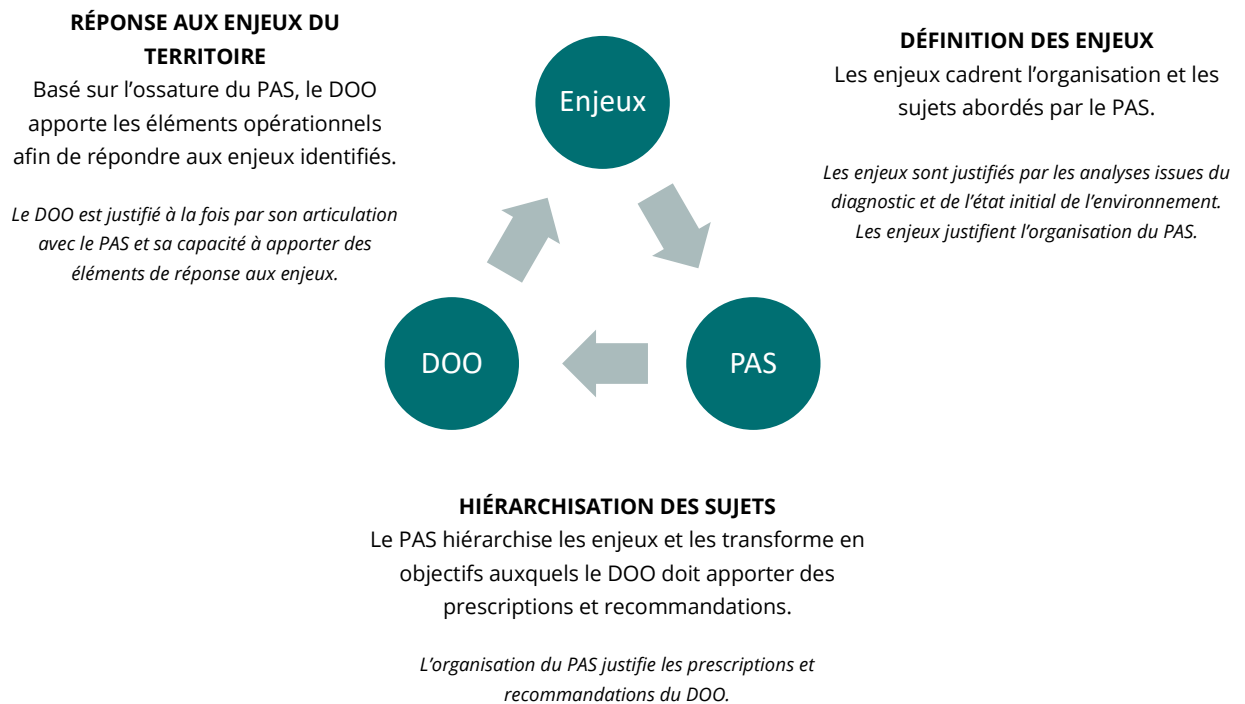 RÉPONSE AUX ENJEUX DU
TERRITOIRE
Basé sur l’ossature du PAS, le DOO
apporte les éléments opérationnels
afin de répondre aux enjeux identifiés.
Le DOO est justifié à la fois par son articulation
avec le PAS et sa capacité à apporter des
éléments de réponse aux enjeux.
Enjeux
DÉFINITION DES ENJEUX
Les enjeux cadrent l’organisation et les
sujets abordés par le PAS.
Les enjeux sont justifiés par les analyses issues du
diagnostic et de l’état initial de l’environnement.
Les enjeux justifient l’organisation du PAS.
DOO
PAS
HIÉRARCHISATION DES SUJETS
Le PAS hiérarchise les enjeux et les transforme en
objectifs auxquels le DOO doit apporter des
prescriptions et recommandations.
L’organisation du PAS justifie les prescriptions et
recommandations du DOO.